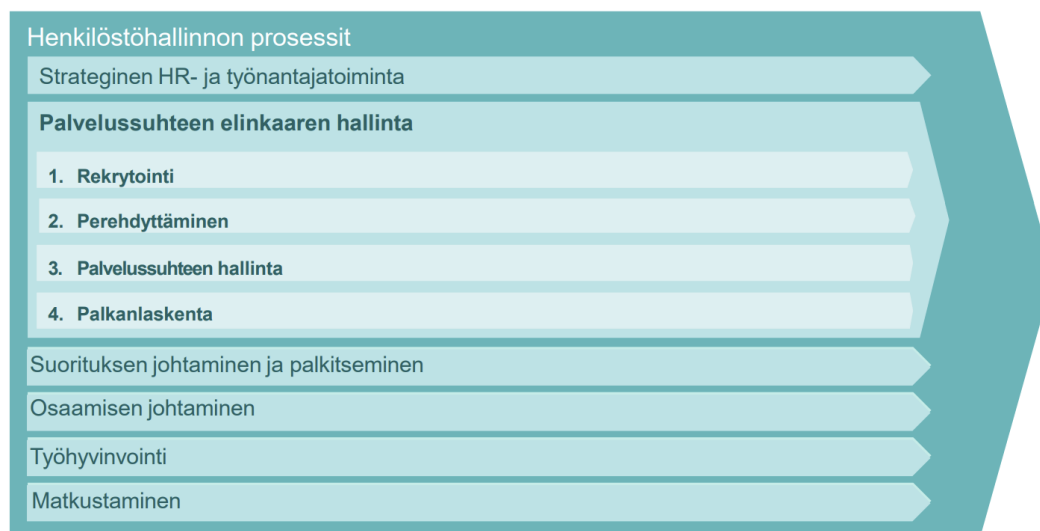 Henkilöstöhallinnon prosessit
Strateginen HR- ja työnantajatoiminta
Palvelussuhteen elinkaaren hallinta
1. Rekrytointi
2. Perehdyttäminen
3. Palvelussuhteen hallinta
4. Palkanlaskenta
Suorituksen johtaminen ja palkitseminen
Osaamisen johtaminen
Työhyvinvointi
Matkustaminen